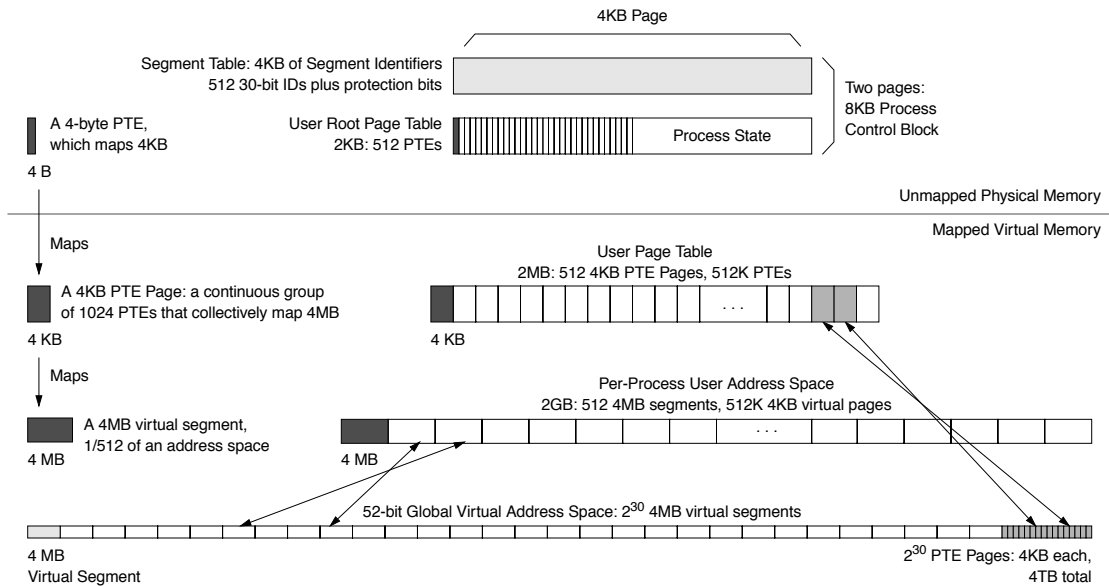 4KB Page
Segment Table: 4KB of Segment Identifiers
512 30-bit IDs plus protection bits
Two pages:
8KB Process
Control Block
A 4-byte PTE,
which maps 4KB
User Root Page Table
2KB: 512 PTEs
Process State
4 B
Unmapped Physical Memory
Mapped Virtual Memory
Maps
User Page Table
2MB: 512 4KB PTE Pages, 512K PTEs
A 4KB PTE Page: a continuous group
of 1024 PTEs that collectively map 4MB
. . .
4 KB
4 KB
Maps
Per-Process User Address Space
2GB: 512 4MB segments, 512K 4KB virtual pages
A 4MB virtual segment,
1/512 of an address space
. . .
4 MB
4 MB
52-bit Global Virtual Address Space: 2³⁰ 4MB virtual segments
4 MB
Virtual Segment
2³⁰ PTE Pages: 4KB each,
4TB total